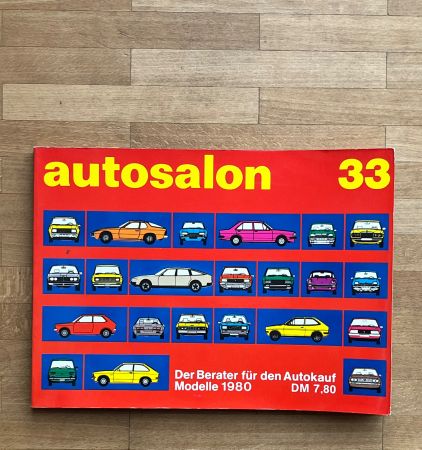 autosalon 33
Der Berater für den Autokauf
Modelle 1980 DM 7,80